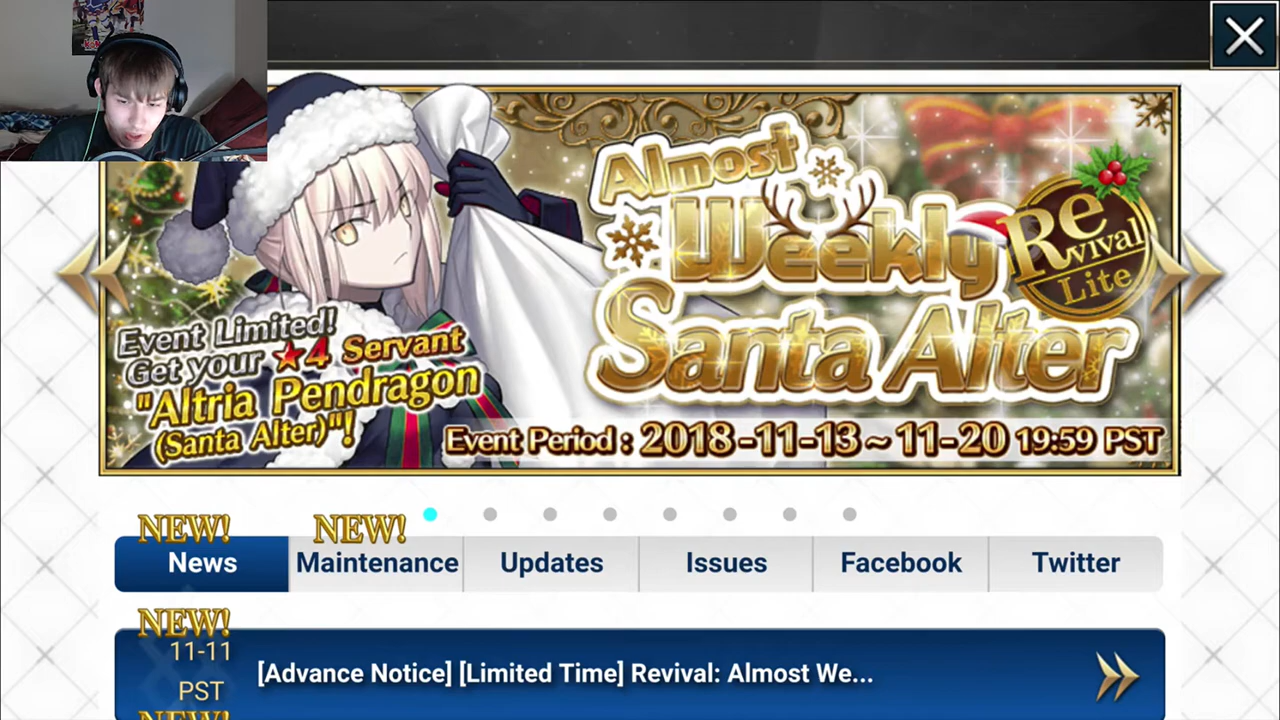 Almost
Weekly
Santa Alter
Revival
Lite
Event Limited!
Get your ★4 Servant
"Altria Pendragon
(Santa Alter)"!
Event Period : 2018-11-13 ~ 11-20 19:59 PST
NEW!
NEW!
News
Maintenance
Updates
Issues
Facebook
Twitter
NEW!
11-11
PST
[Advance Notice] [Limited Time] Revival: Almost We...
NEW!